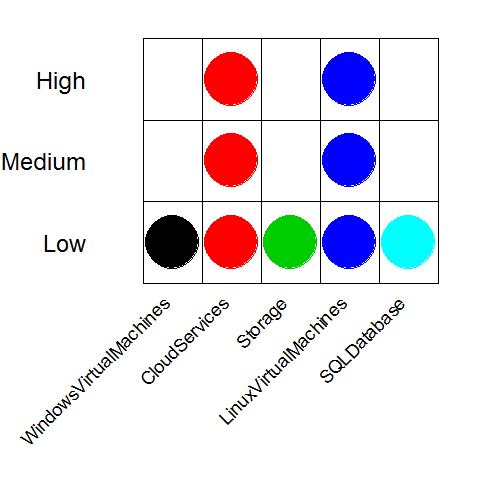 High
Medium
Low
WindowsVirtualMachines
CloudServices
Storage
LinuxVirtualMachines
SQLDatabase